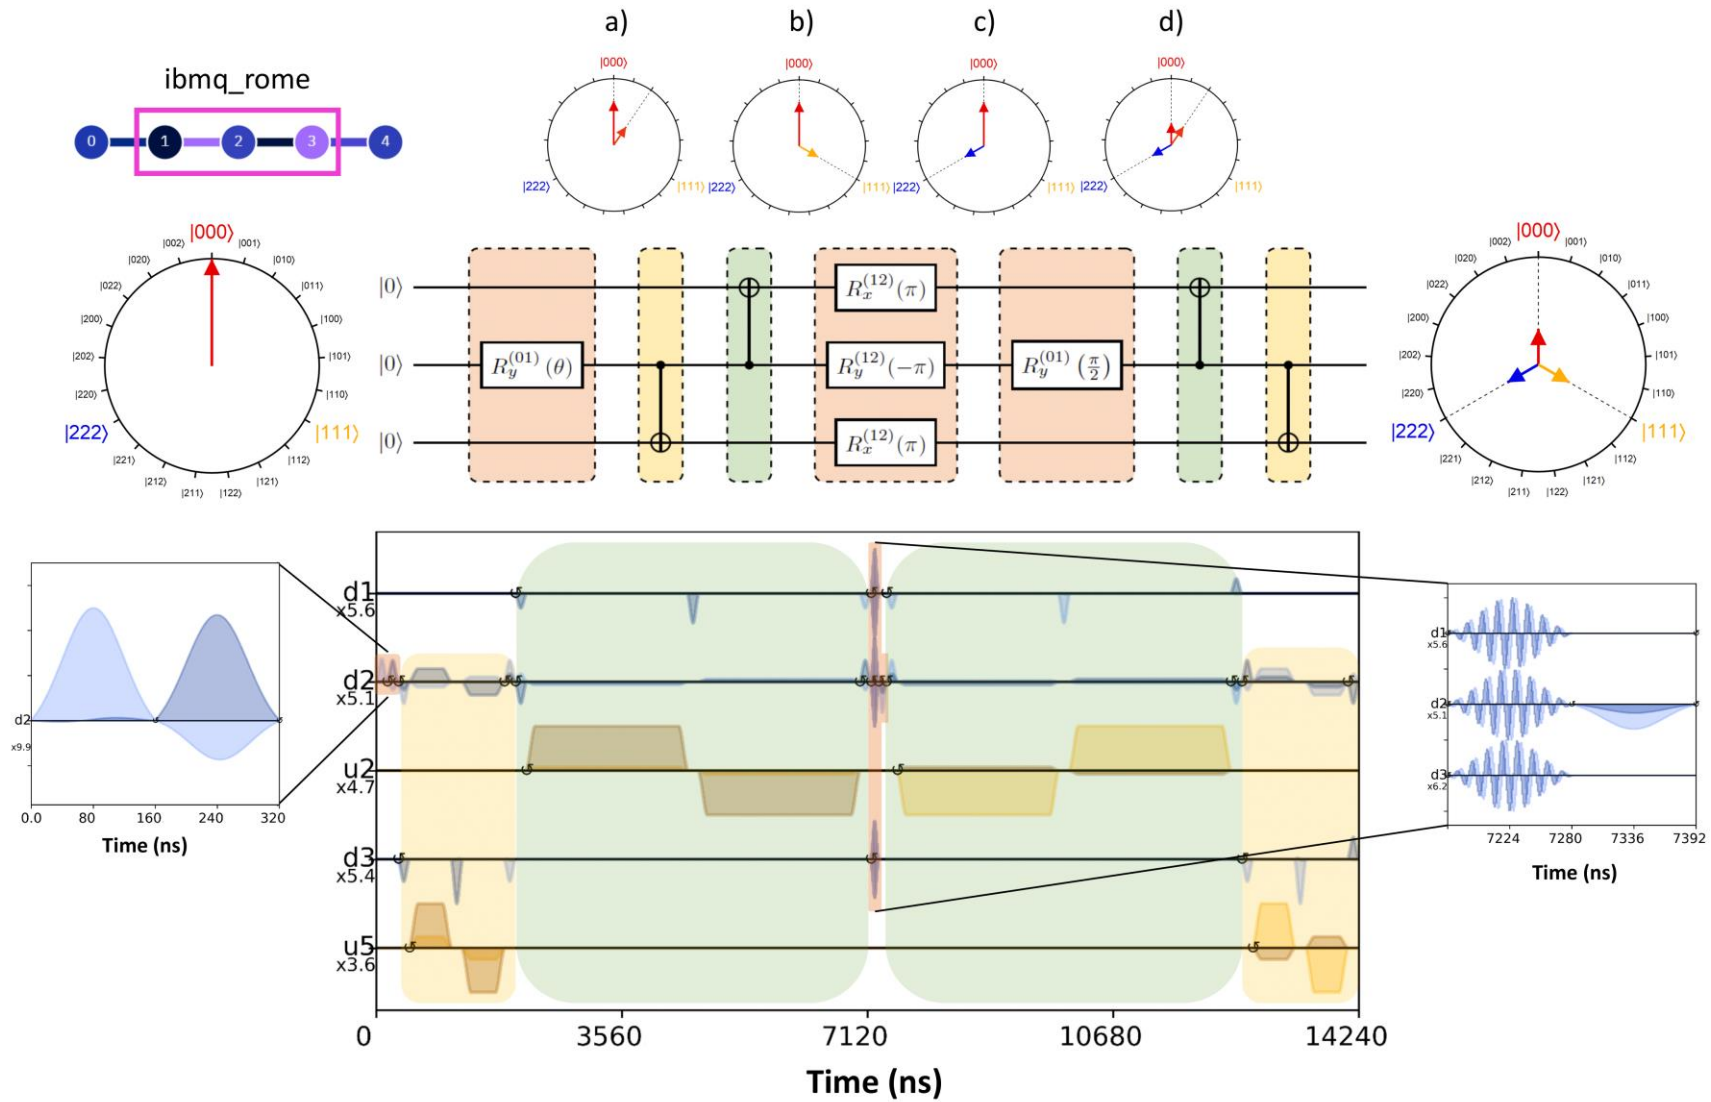 a)
b)
c)
d)
ibmq_rome
0
1
2
3
4
|000⟩
|222⟩
|111⟩
|000⟩
|222⟩
|111⟩
|000⟩
|222⟩
|111⟩
|000⟩
|222⟩
|111⟩
|000⟩
|001⟩
|010⟩
|011⟩
|100⟩
|101⟩
|110⟩
|111⟩
|112⟩
|121⟩
|122⟩
|211⟩
|212⟩
|221⟩
|222⟩
|220⟩
|202⟩
|200⟩
|022⟩
|020⟩
|002⟩
|0⟩
|0⟩
|0⟩
R_y^{(01)}(θ)
R_x^{(12)}(π)
R_y^{(12)}(−π)
R_x^{(12)}(π)
R_y^{(01)}(π/2)
|000⟩
|001⟩
|010⟩
|011⟩
|100⟩
|101⟩
|110⟩
|111⟩
|112⟩
|121⟩
|122⟩
|211⟩
|212⟩
|221⟩
|222⟩
|220⟩
|202⟩
|200⟩
|022⟩
|020⟩
|002⟩
d2
x9.9
0.0 80 160 240 320
Time (ns)
d1
x5.6
d2
x5.1
u2
x4.7
d3
x5.4
u5
x3.6
0 3560 7120 10680 14240
Time (ns)
d1
x5.6
d2
x5.1
d3
x6.2
7224 7280 7336 7392
Time (ns)